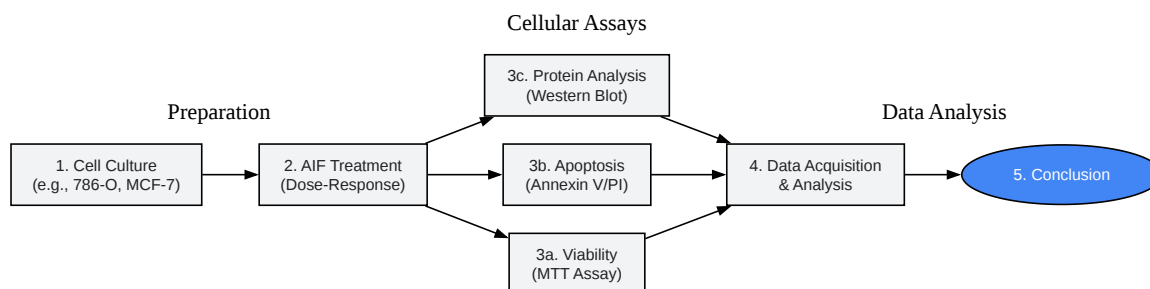 Cellular Assays
3c. Protein Analysis
(Western Blot)
Preparation
Data Analysis
1. Cell Culture
(e.g., 786-O, MCF-7)
2. AIF Treatment
(Dose-Response)
3b. Apoptosis
(Annexin V/PI)
4. Data Acquisition
& Analysis
5. Conclusion
3a. Viability
(MTT Assay)